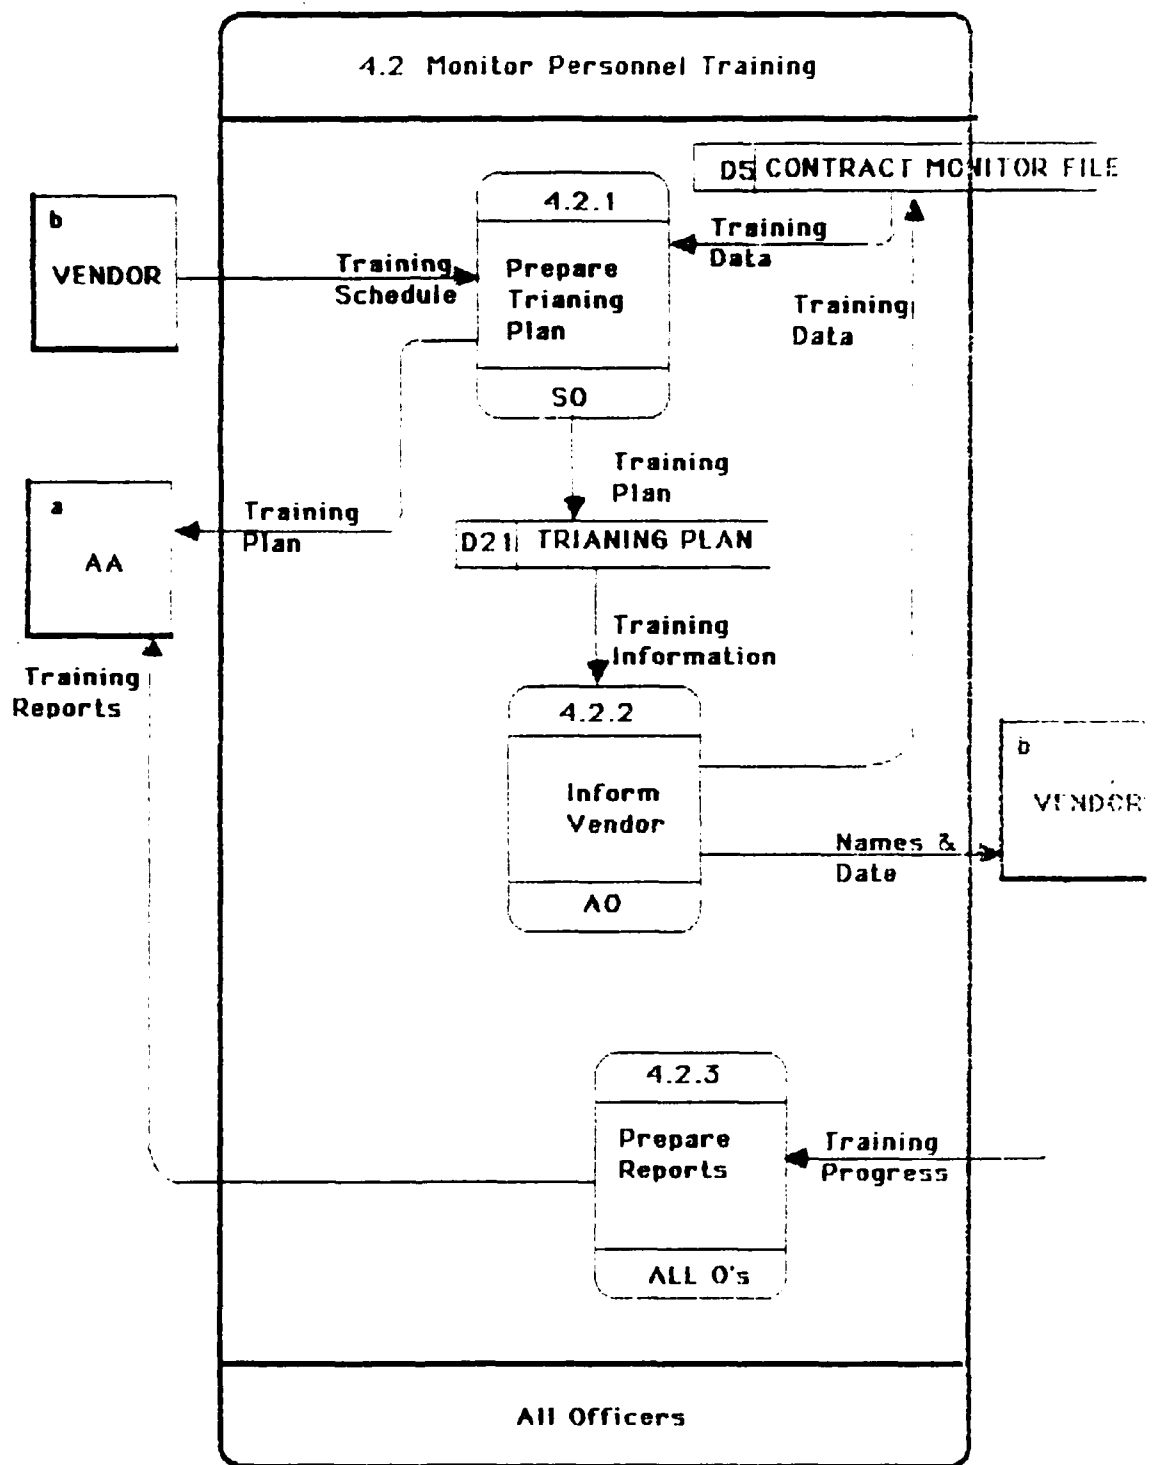 4.2 Monitor Personnel Training
D5 CONTRACT MONITOR FILE
b
VENDOR
Training
Schedule
4.2.1
Prepare
Trianing
Plan
SO
Training
Data
Training
Data
Training
Plan
a
AA
Training
Plan
D21 TRIANING PLAN
Training
Information
Training
Reports
4.2.2
Inform
Vendor
AO
b
VENDOR
Names &
Date
4.2.3
Prepare
Reports
ALL O's
Training
Progress
All Officers